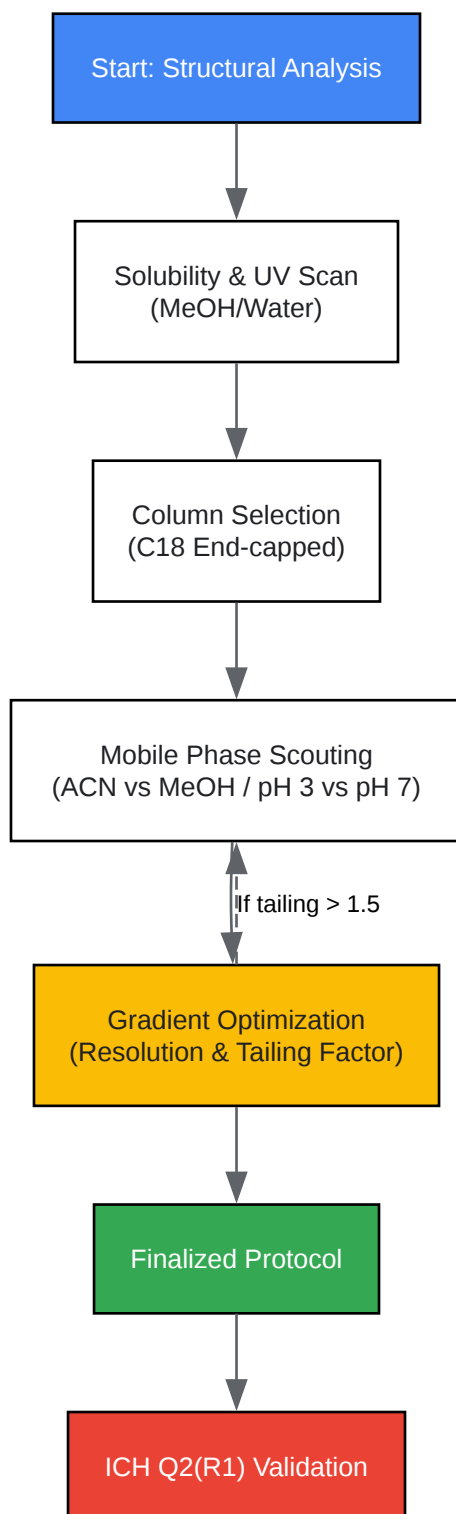 Start: Structural Analysis
Solubility & UV Scan
(MeOH/Water)
Column Selection
(C18 End-capped)
Mobile Phase Scouting
(ACN vs MeOH / pH 3 vs pH 7)
If tailing > 1.5
Gradient Optimization
(Resolution & Tailing Factor)
Finalized Protocol
ICH Q2(R1) Validation